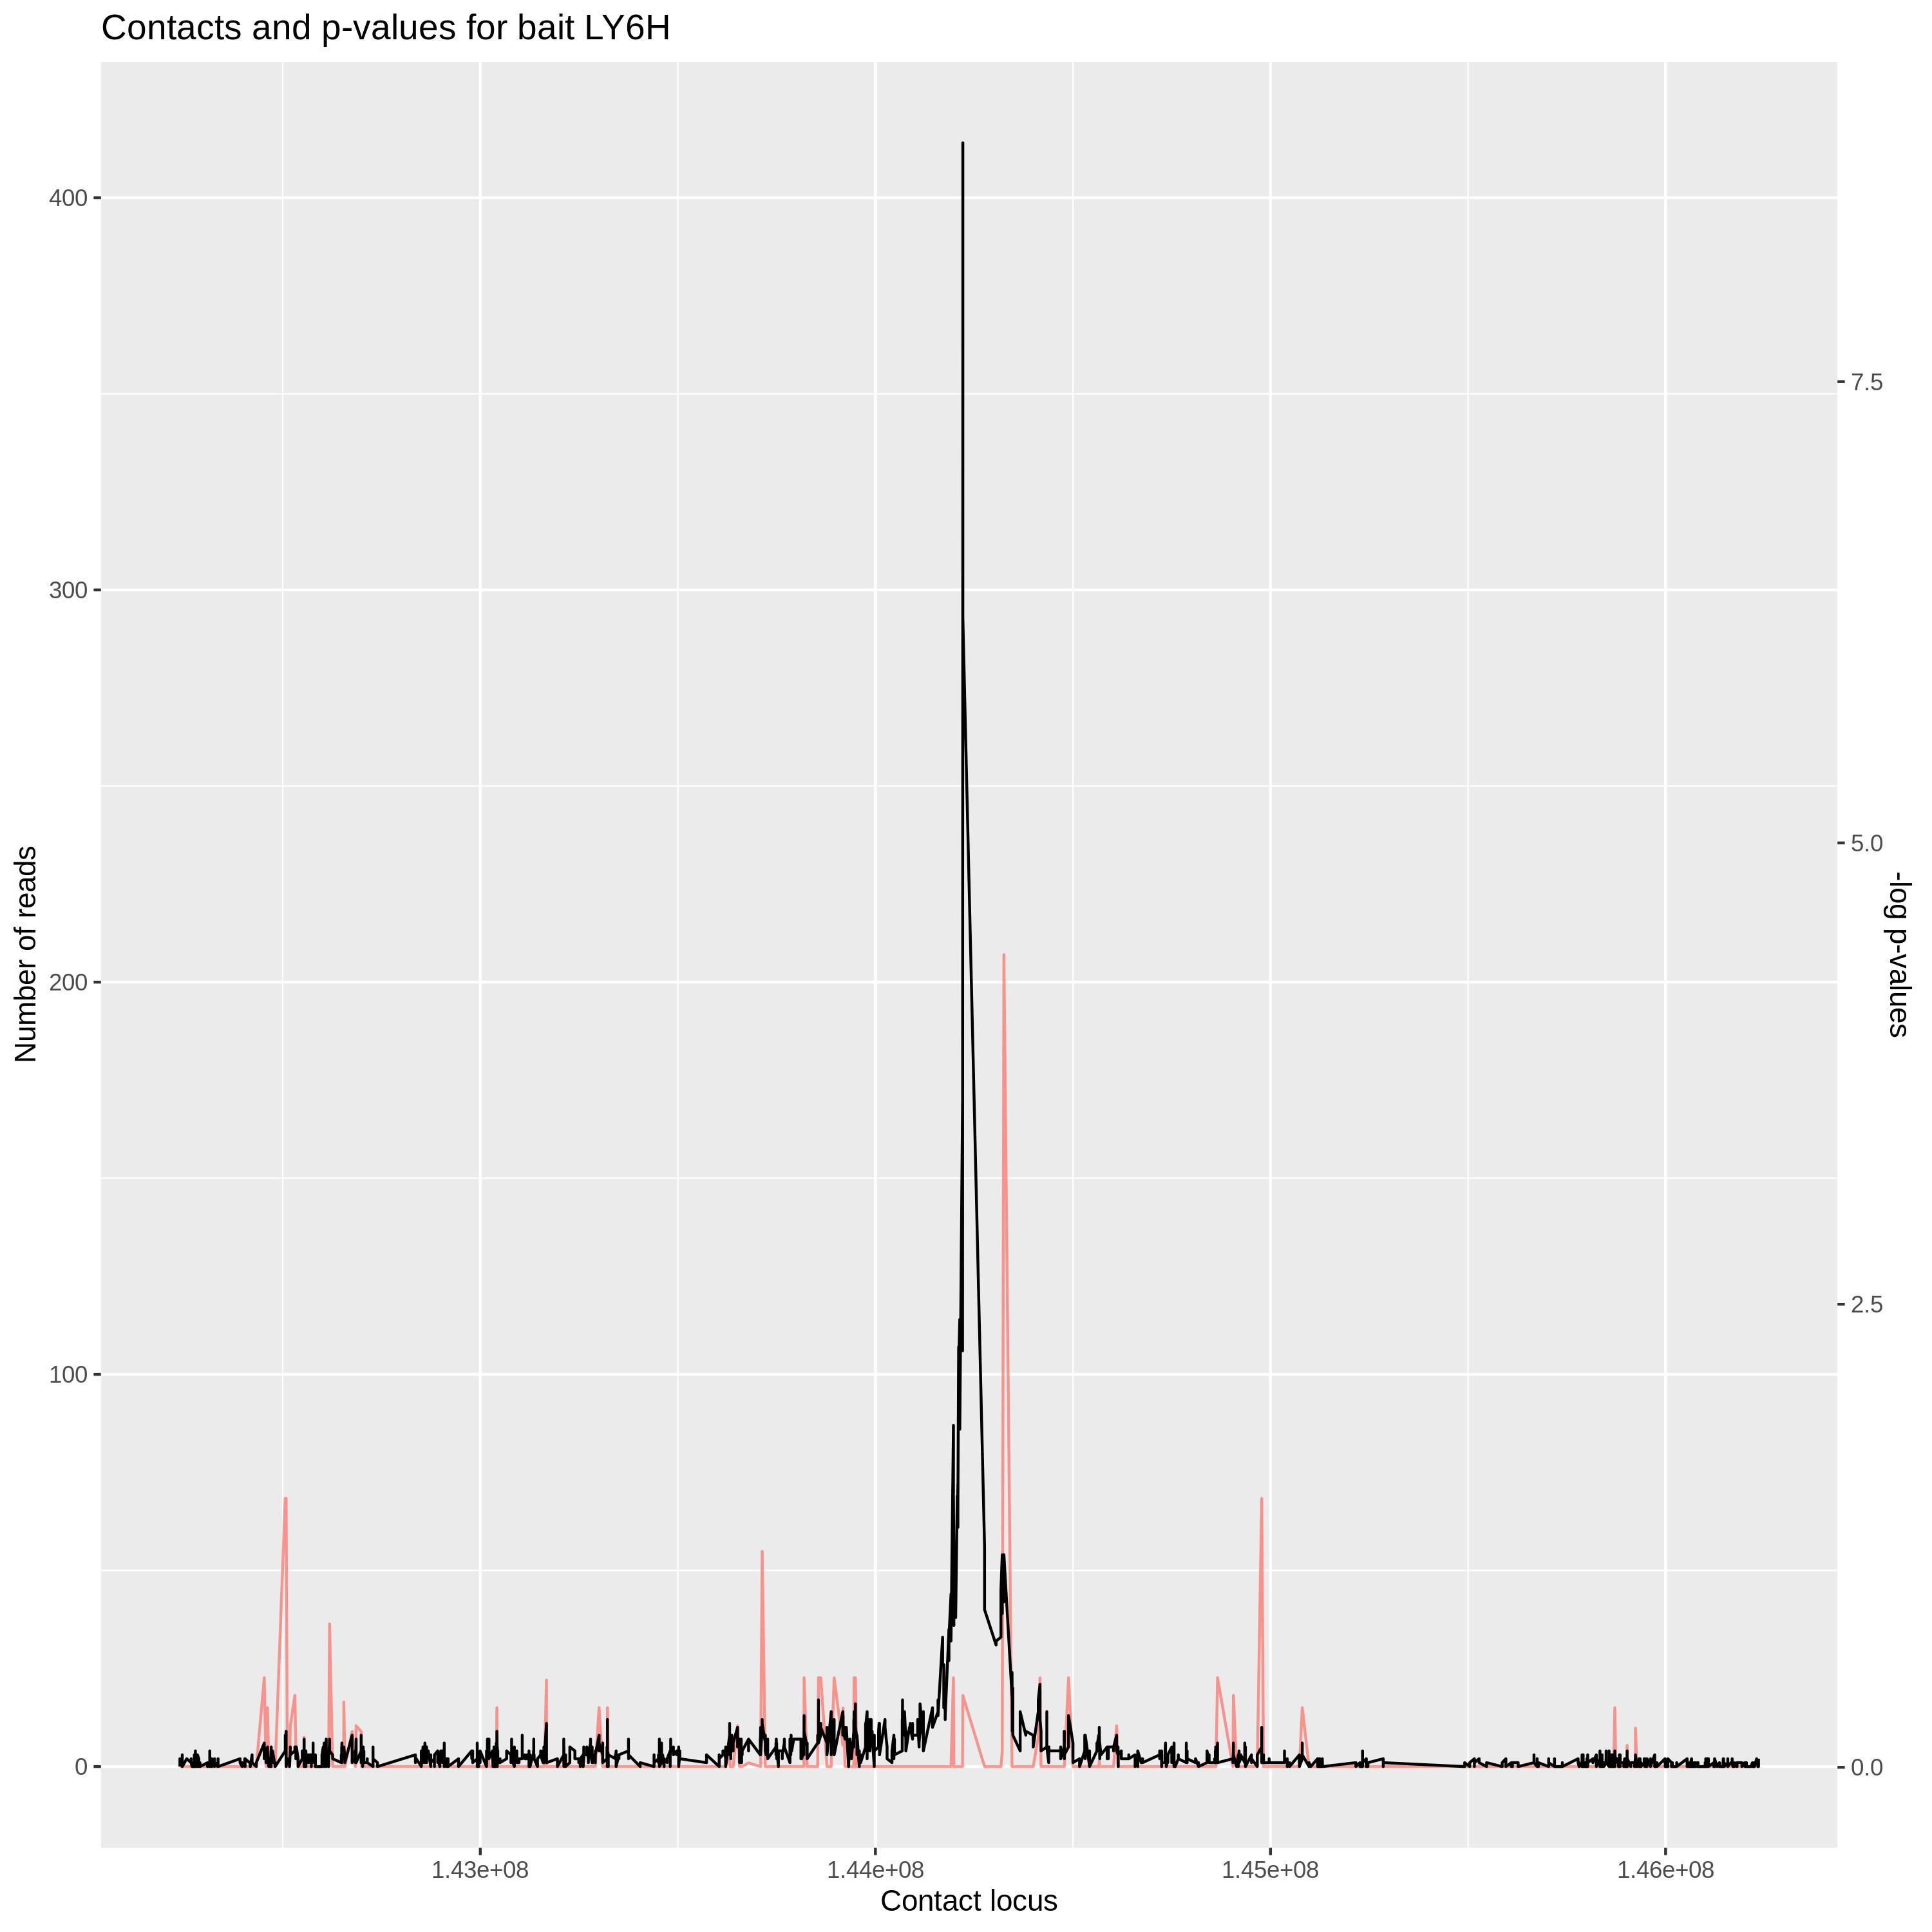 Contacts and p-values for bait LY6H
400
300
200
100
0
Number of reads
7.5
5.0
2.5
0.0
-log p-values
1.43e+08
1.44e+08
1.45e+08
1.46e+08
Contact locus